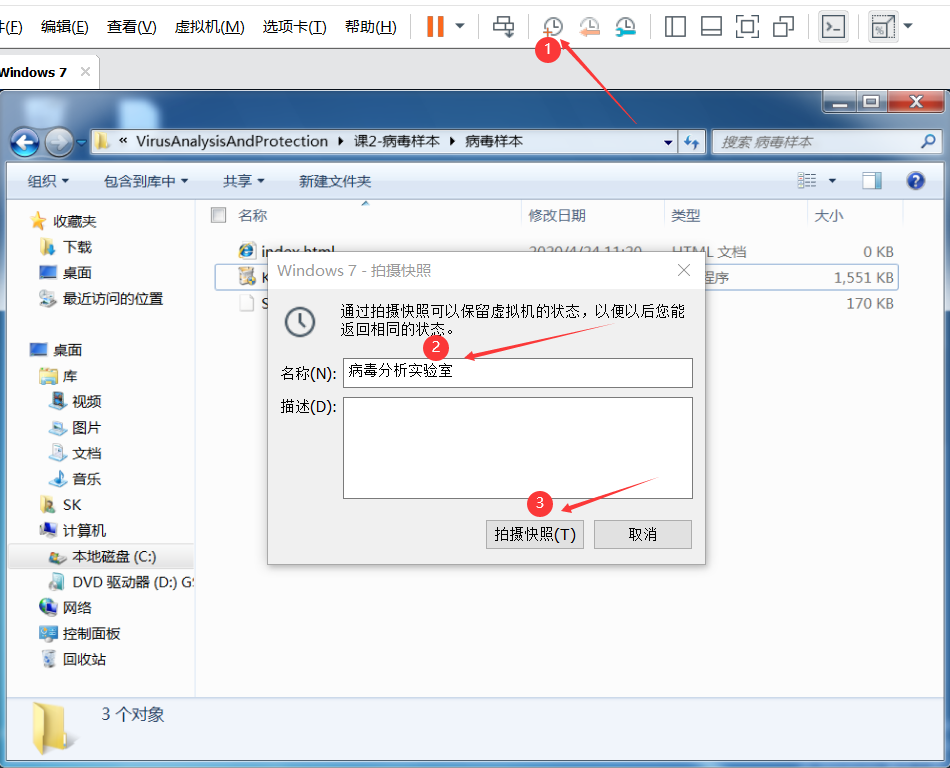 (F) 编辑(E) 查看(V) 虚拟机(M) 选项卡(T) 帮助(H)
1
Windows 7
« VirusAnalysisAndProtection 课2-病毒样本 病毒样本
搜索 病毒样本
组织 包含到库中 共享 新建文件夹
收藏夹
下载
桌面
最近访问的位置
桌面
库
视频
图片
文档
音乐
SK
计算机
本地磁盘 (C:)
DVD 驱动器 (D:) G
网络
控制面板
回收站
名称 修改日期 类型 大小
index.html 2020/4/24 11:20 HTML 文档 0 KB
K 程序 1,551 KB
S 170 KB
Windows 7 - 拍摄快照
通过拍摄快照可以保留虚拟机的状态，以便以后您能
返回相同的状态。
2
名称(N): 病毒分析实验室
描述(D):
3
拍摄快照(T) 取消
3 个对象